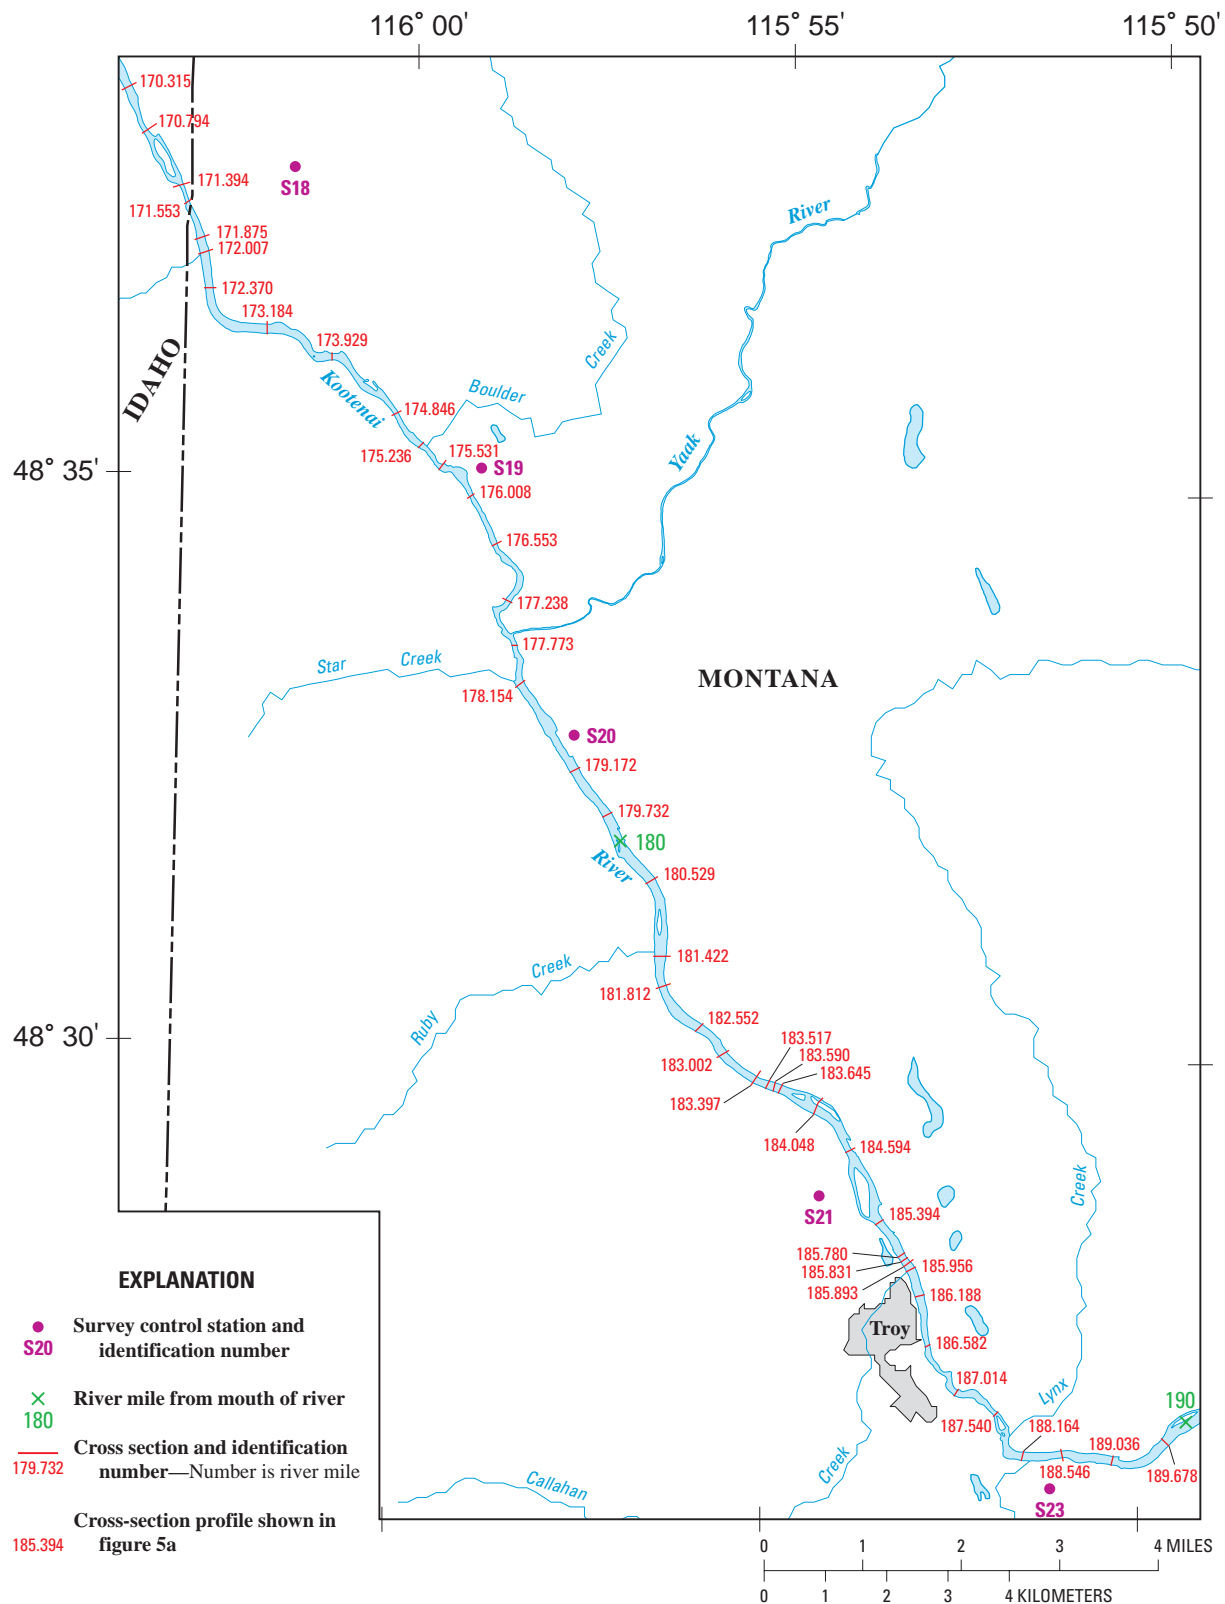 116° 00'
115° 55'
115° 50'
170.315
170.794
S18
171.394
171.553
River
171.875
172.007
172.370
173.184
173.929
IDAHO
Kootenai
Creek
Boulder
174.846
175.236
175.531
Yaak
48° 35'
S19
176.008
176.553
177.238
177.773
Star Creek
178.154
MONTANA
S20
179.172
179.732
180
River
180.529
181.422
Creek
181.812
Ruby
182.552
48° 30'
183.517
183.590
183.002
183.645
183.397
184.048
184.594
Creek
S21
185.394
185.780
185.831
185.893
185.956
186.188
Troy
186.582
187.014
Lynx
190
187.540
188.164
189.036
188.546
189.678
Creek
Callahan
S23
EXPLANATION
S20
Survey control station and
identification number
180
River mile from mouth of river
179.732
Cross section and identification
number—Number is river mile
185.394
Cross-section profile shown in
figure 5a
0 1 2 3 4 MILES
0 1 2 3 4 KILOMETERS